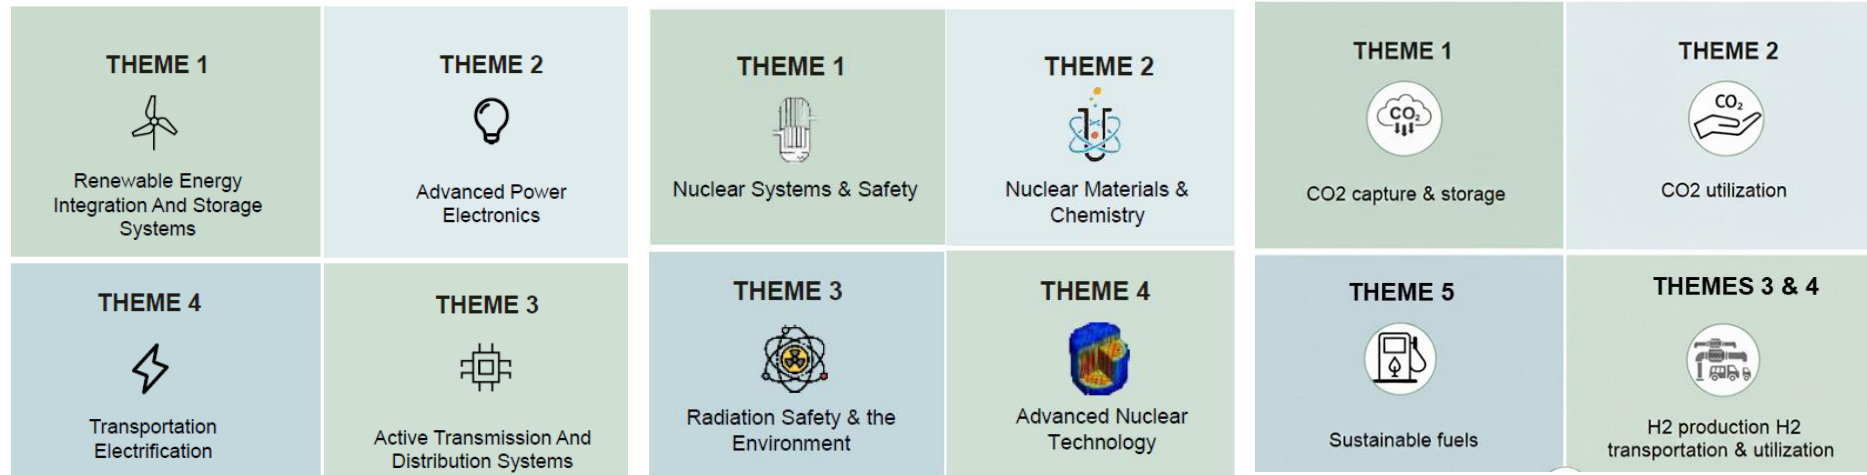 THEME 1
Renewable Energy
Integration And Storage
Systems
THEME 2
Advanced Power
Electronics
THEME 4
Transportation
Electrification
THEME 3
Active Transmission And
Distribution Systems
THEME 1
Nuclear Systems & Safety
THEME 2
Nuclear Materials &
Chemistry
THEME 3
Radiation Safety & the
Environment
THEME 4
Advanced Nuclear
Technology
THEME 1
CO2
CO2 capture & storage
THEME 2
CO2
CO2 utilization
THEME 5
Sustainable fuels
THEMES 3 & 4
H2 production H2
transportation & utilization